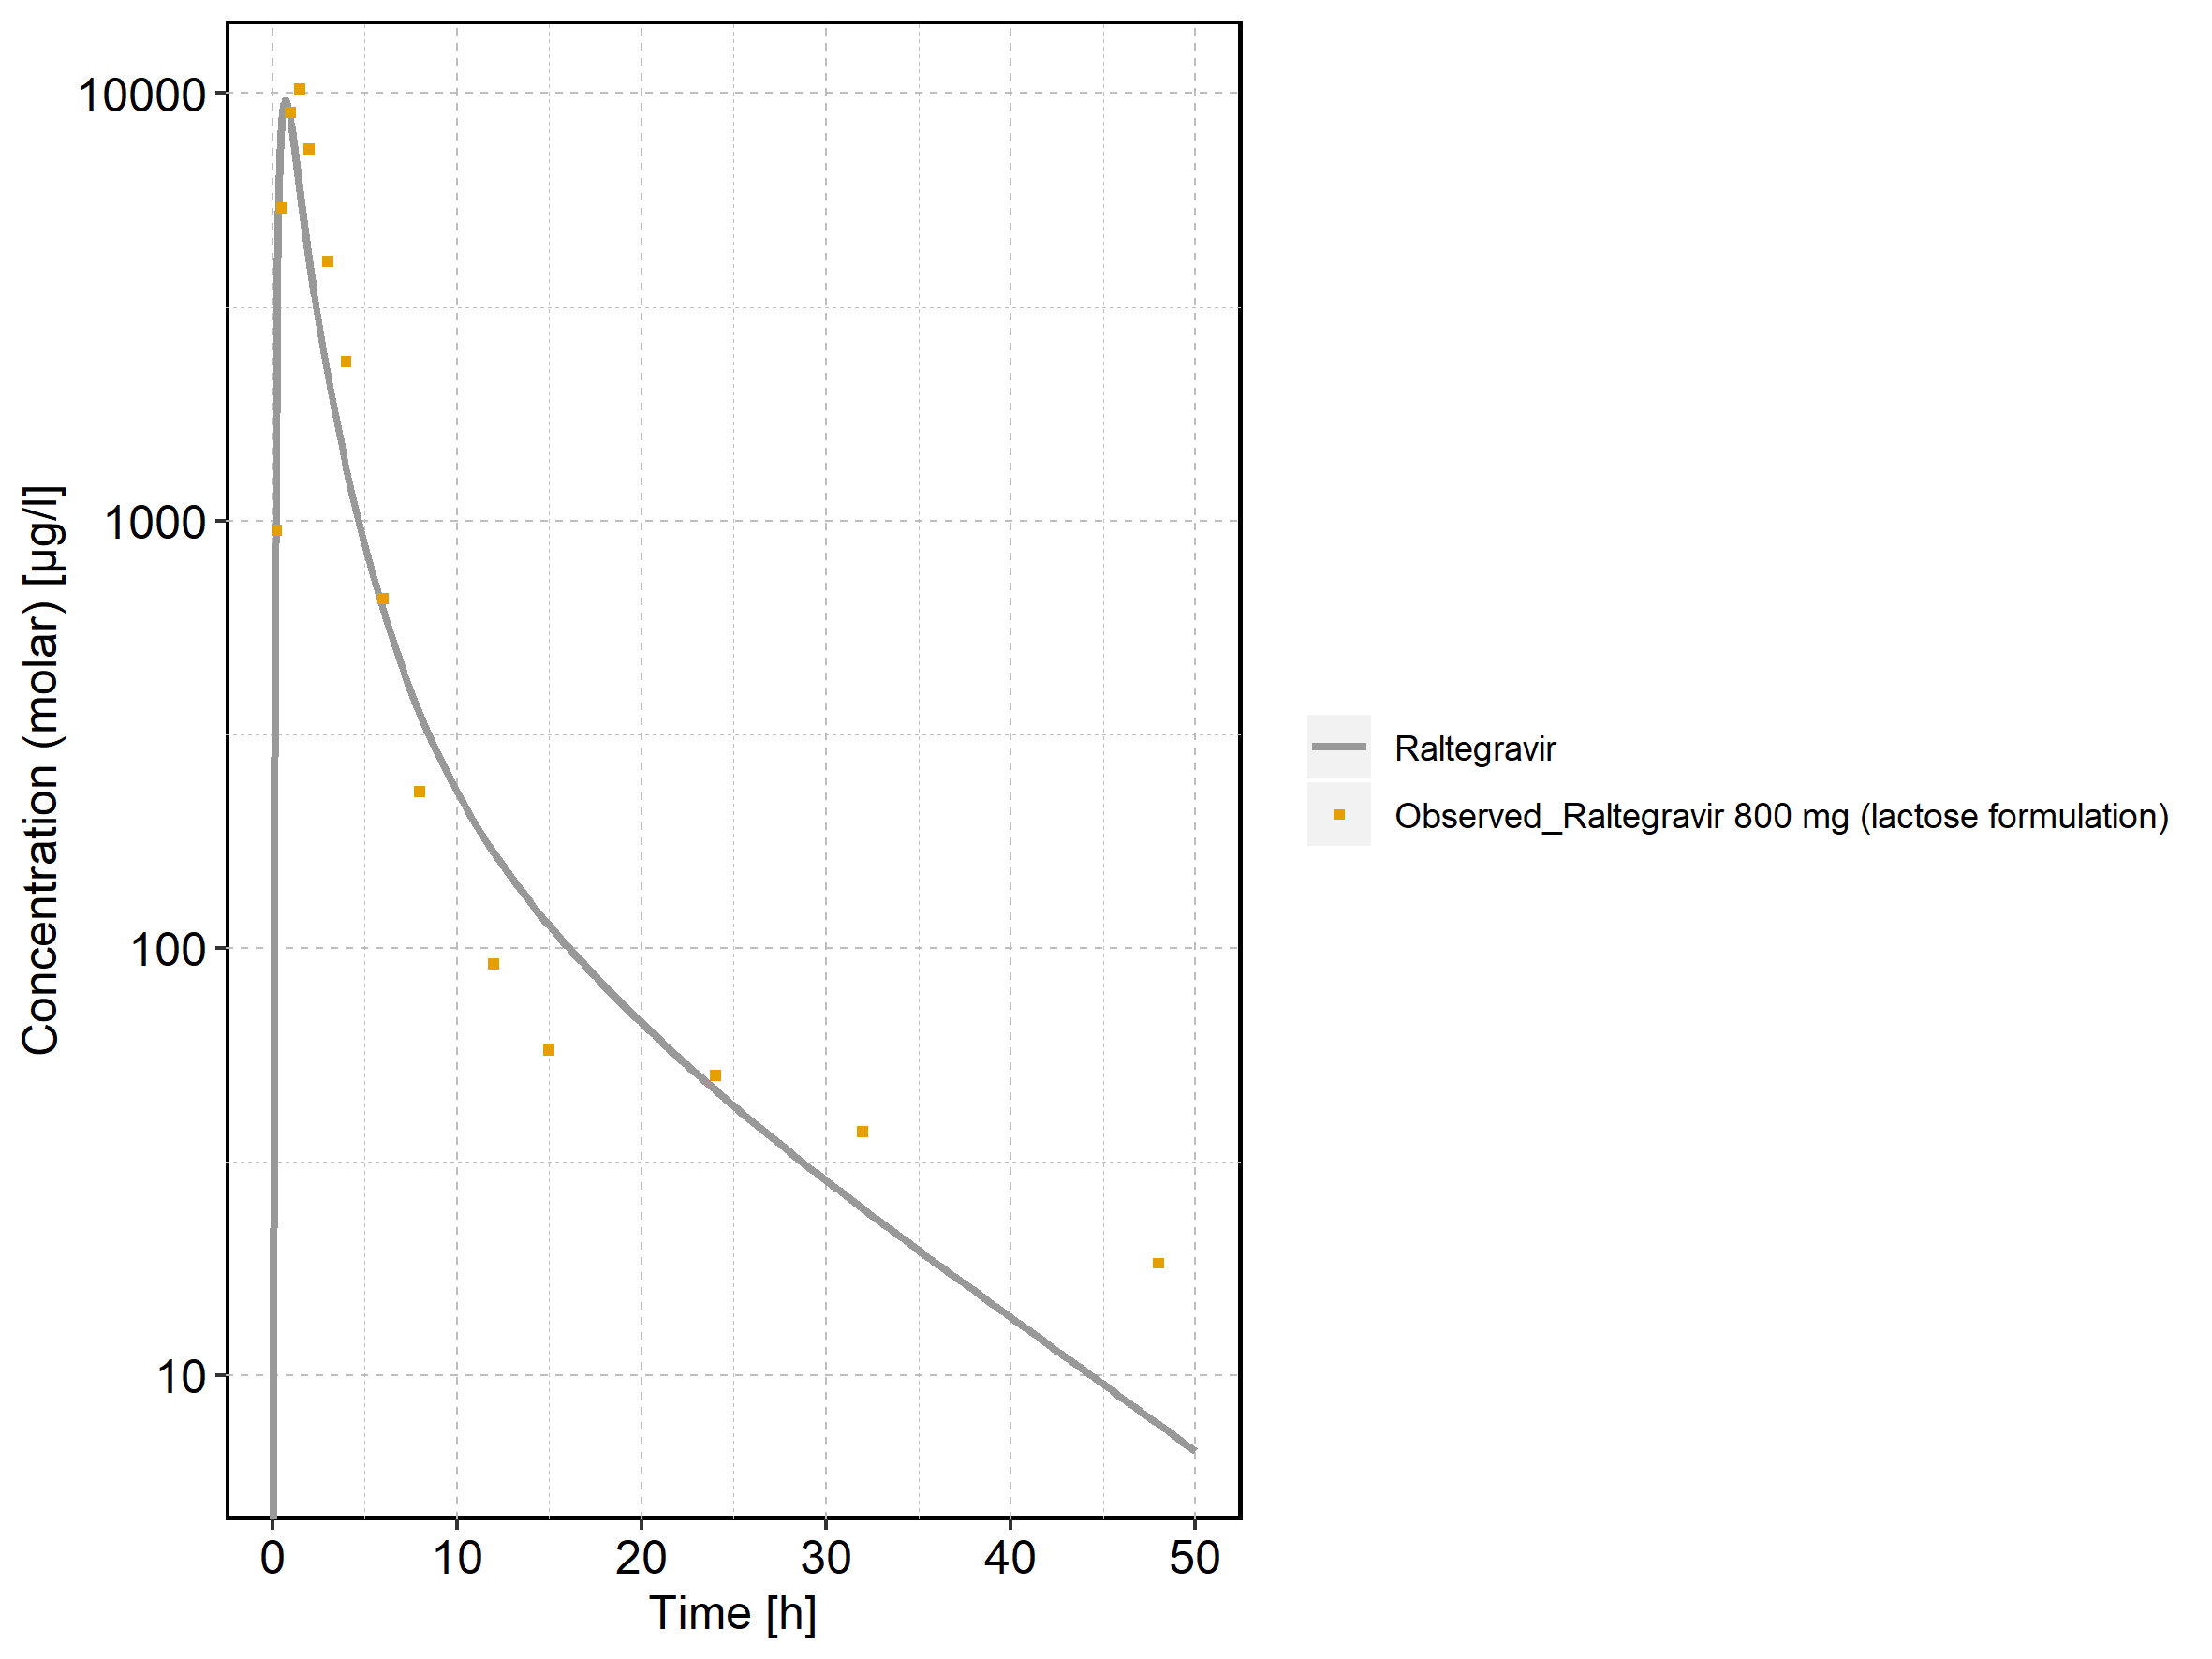 Concentration (molar) [µg/l]
10000
1000
100
10
0 10 20 30 40 50
Time [h]
Raltegravir
Observed_Raltegravir 800 mg (lactose formulation)